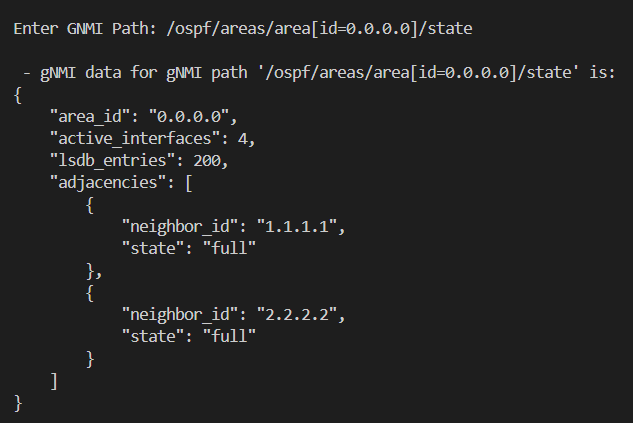 Enter GNMI Path: /ospf/areas/area[id=0.0.0.0]/state
 - gNMI data for gNMI path '/ospf/areas/area[id=0.0.0.0]/state' is:
{
    "area_id": "0.0.0.0",
    "active_interfaces": 4,
    "lsdb_entries": 200,
    "adjacencies": [
        {
            "neighbor_id": "1.1.1.1",
            "state": "full"
        },
        {
            "neighbor_id": "2.2.2.2",
            "state": "full"
        }
    ]
}